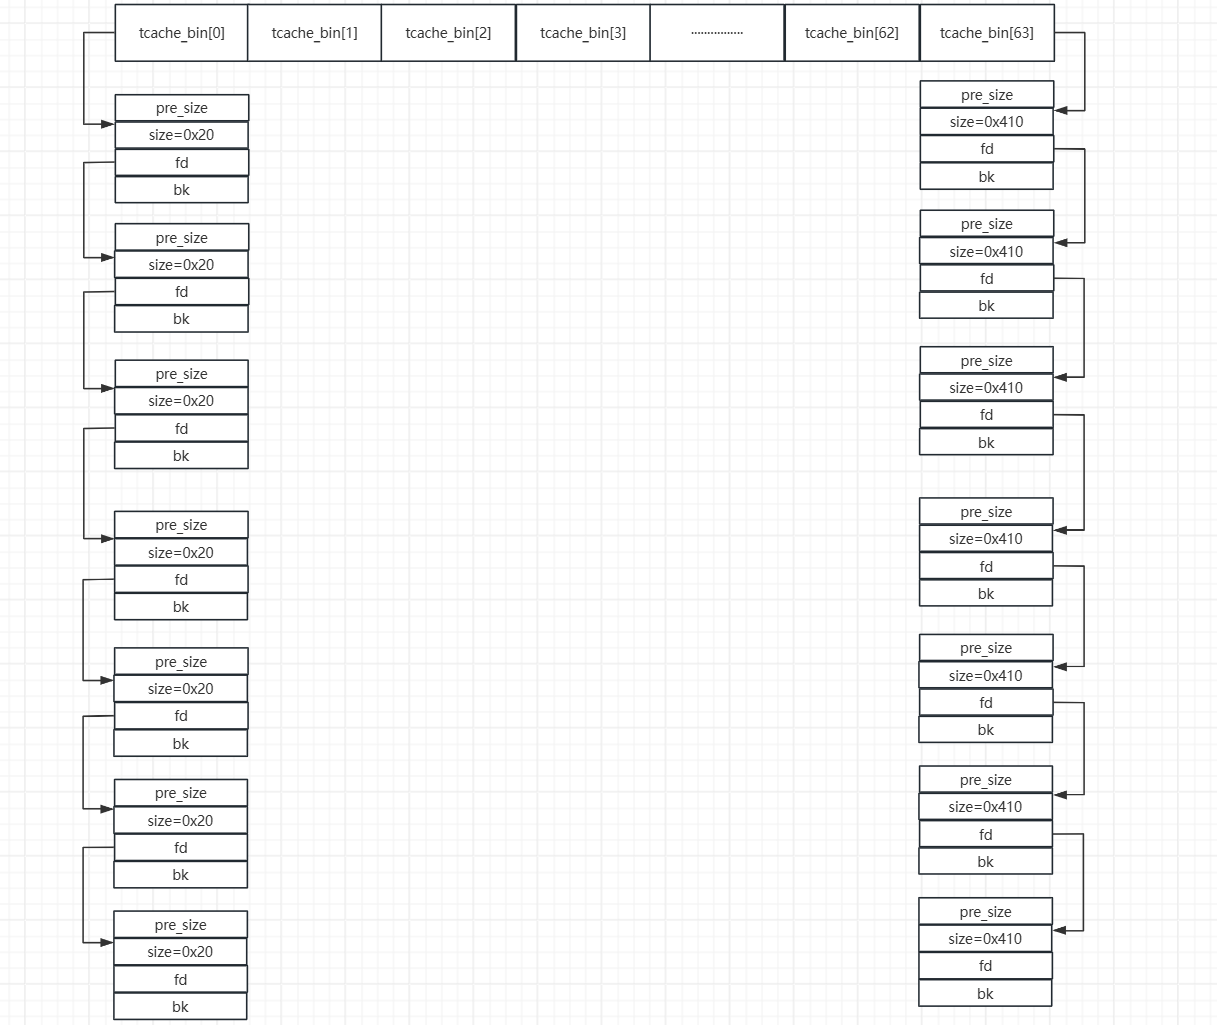 tcache_bin[0] tcache_bin[1] tcache_bin[2] tcache_bin[3] ················ tcache_bin[62] tcache_bin[63]
pre_size
size=0x20
fd
bk
pre_size
size=0x20
fd
bk
pre_size
size=0x20
fd
bk
pre_size
size=0x20
fd
bk
pre_size
size=0x20
fd
bk
pre_size
size=0x20
fd
bk
pre_size
size=0x20
fd
bk
pre_size
size=0x410
fd
bk
pre_size
size=0x410
fd
bk
pre_size
size=0x410
fd
bk
pre_size
size=0x410
fd
bk
pre_size
size=0x410
fd
bk
pre_size
size=0x410
fd
bk
pre_size
size=0x410
fd
bk